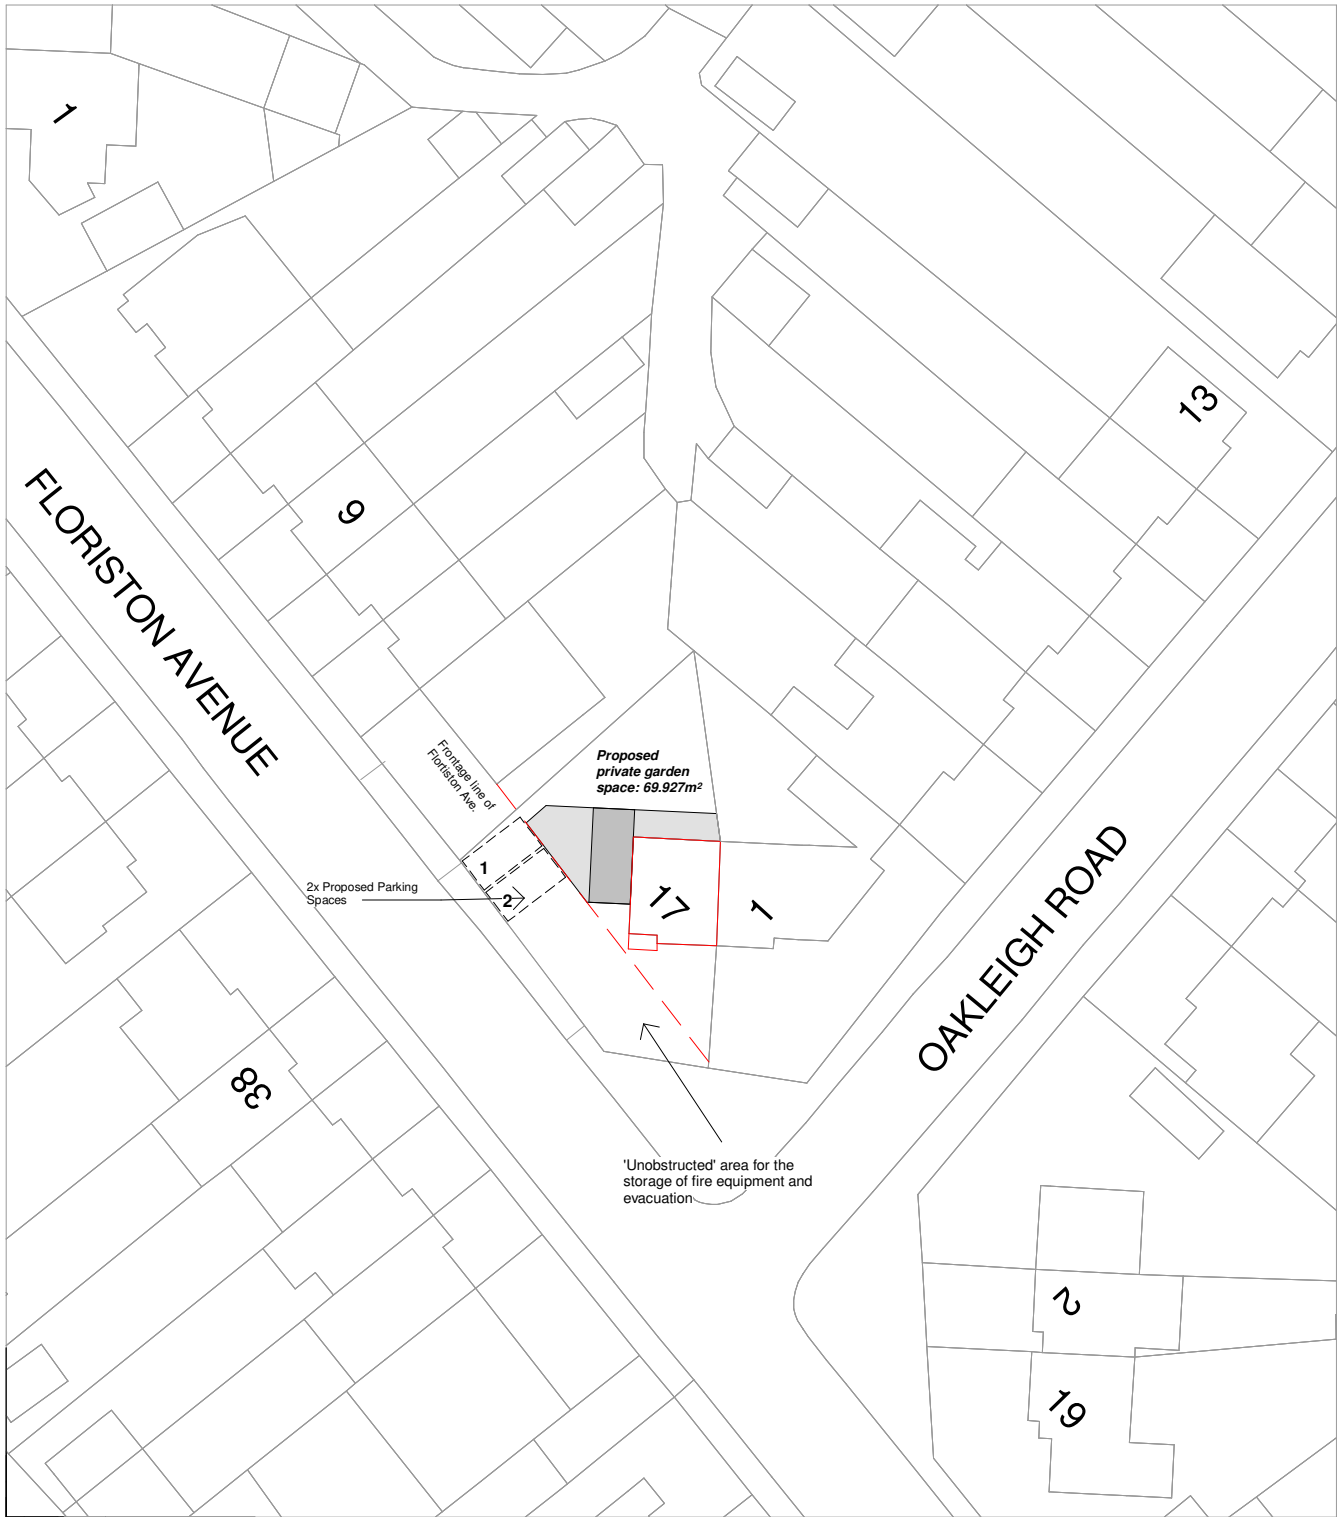 1
13
9
FLORISTON AVENUE
Frontage line of
Flortiston Ave.
Proposed
private garden
space: 69.927m²
1
2
2x Proposed Parking
Spaces
17
1
OAKLEIGH ROAD
38
'Unobstructed' area for the
storage of fire equipment and
evacuation
2
19